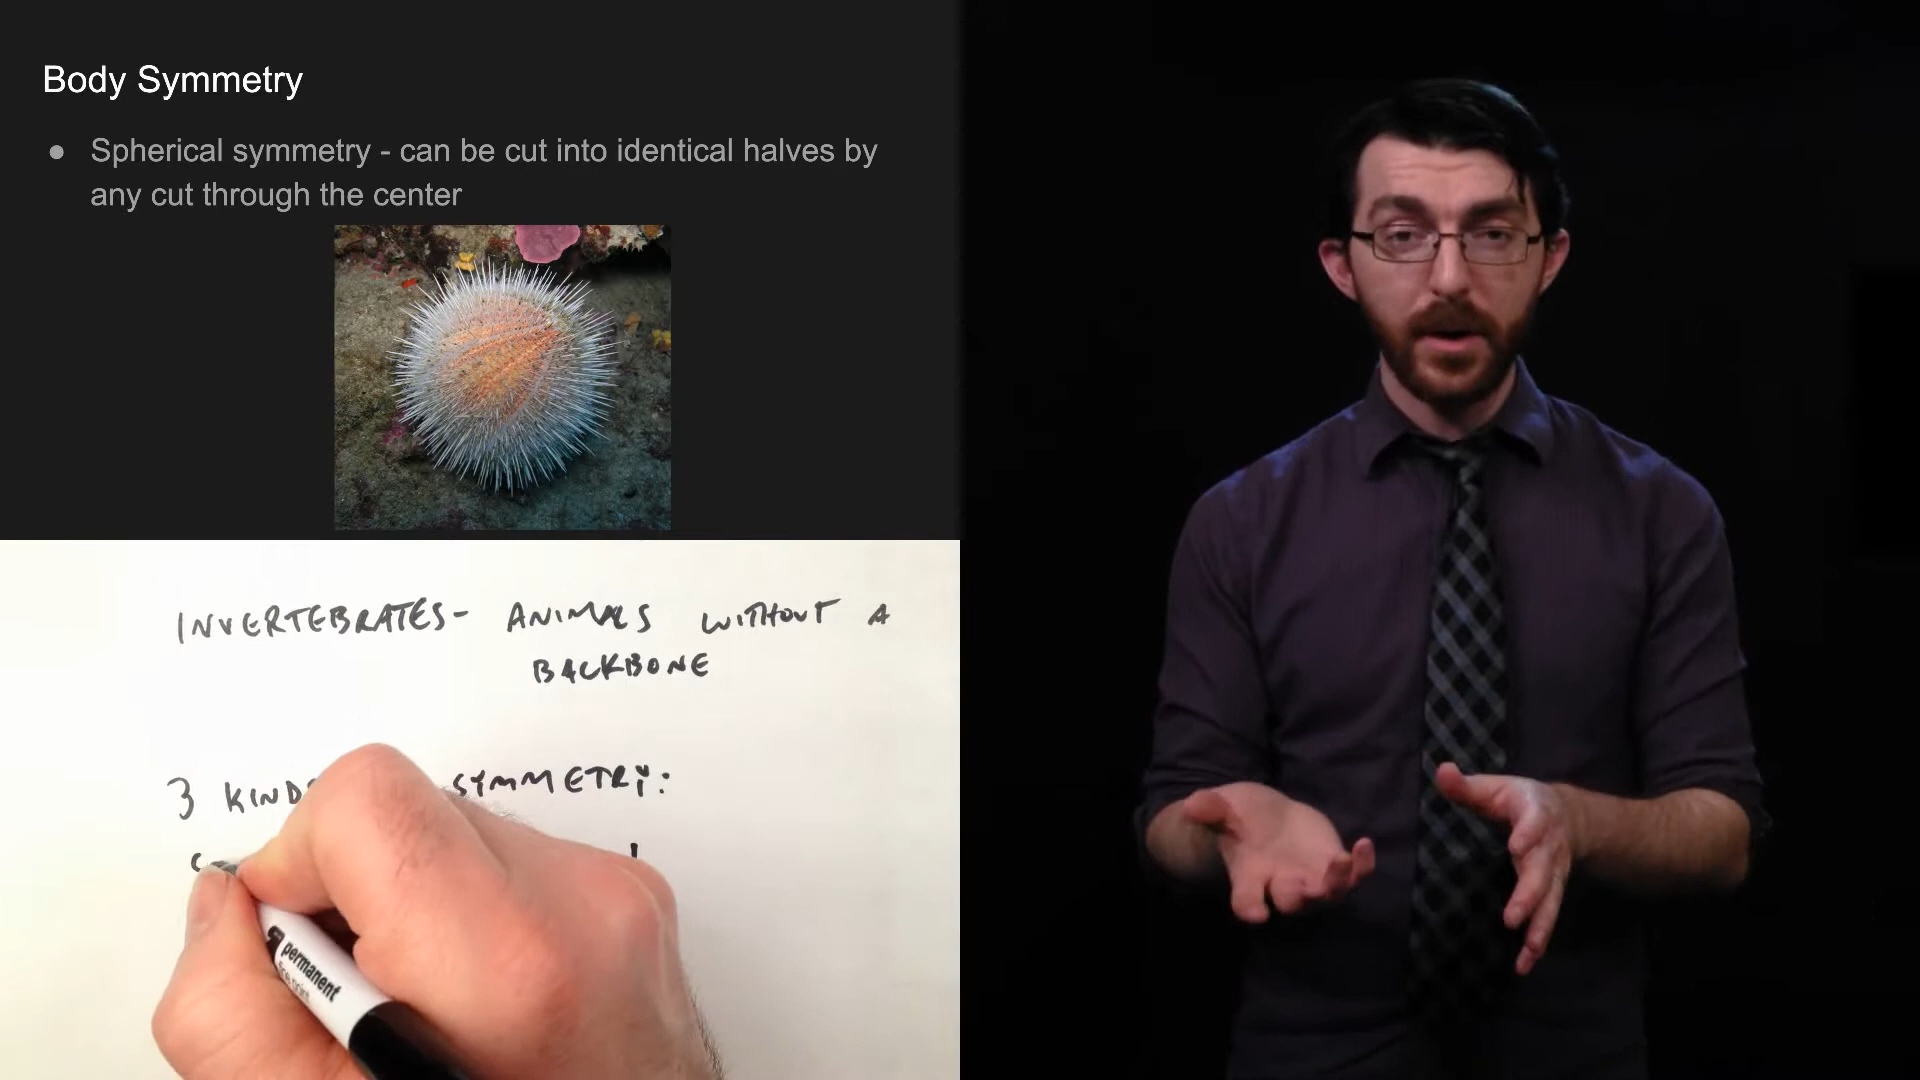 Body Symmetry
● Spherical symmetry - can be cut into identical halves by
any cut through the center
INVERTEBRATES - ANIMALS WITHOUT A
BACKBONE
3 KINDS SYMMETRY:
permanent